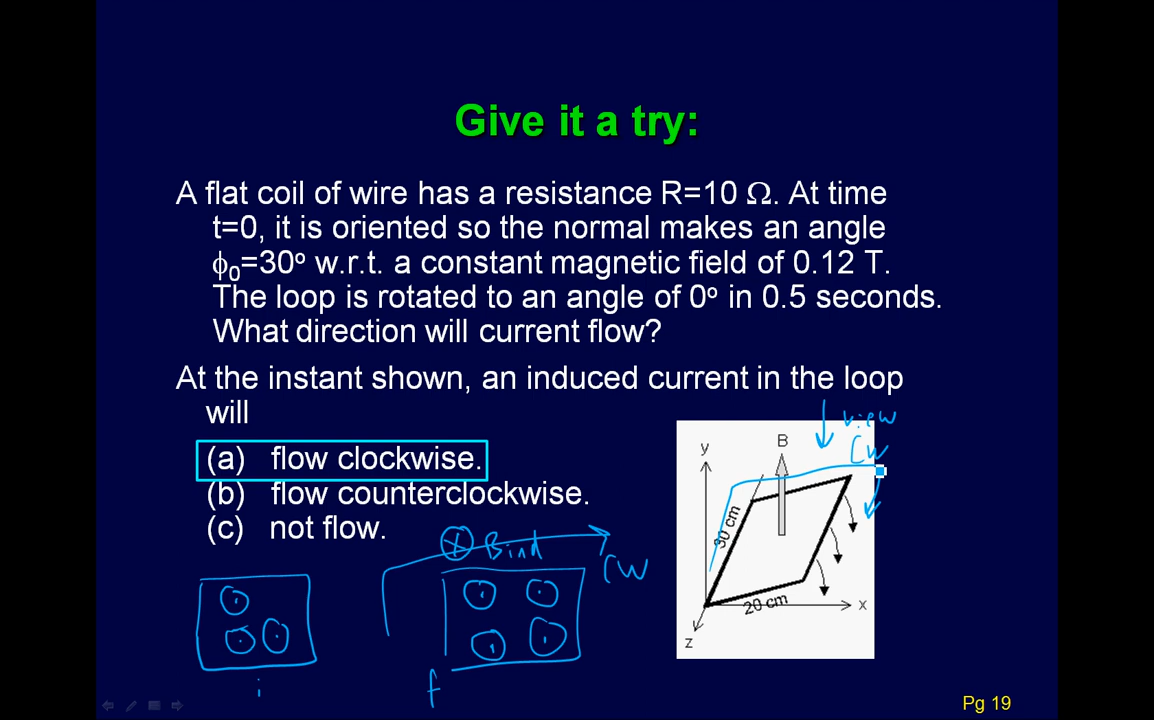 Give it a try:
A flat coil of wire has a resistance R=10 Ω. At time
t=0, it is oriented so the normal makes an angle
ϕ₀=30° w.r.t. a constant magnetic field of 0.12 T.
The loop is rotated to an angle of 0° in 0.5 seconds.
What direction will current flow?
At the instant shown, an induced current in the loop
will
(a) flow clockwise.
(b) flow counterclockwise.
(c) not flow.
view
CW
y
B
30 cm
20 cm
x
z
Bind
CW
i
f
Pg 19